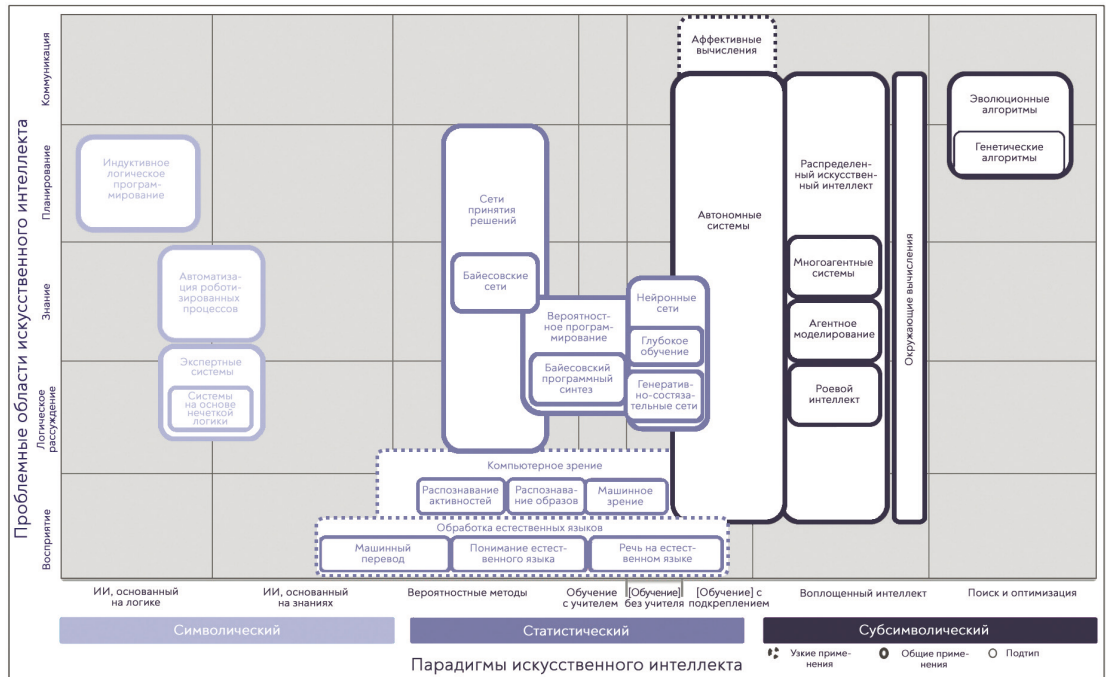 Проблемные области искусственного интеллекта
Коммуникация
Планирование
Знание
Логическое
рассуждение
Восприятие
Аффективные
вычисления
Эволюционные
алгоритмы
Генетические
алгоритмы
Индуктивное
логическое
програм-
мирование
Сети
принятия
решений
Распределен-
ный искусствен-
ный интеллект
Автономные
системы
Окружающие вычисления
Автоматиза-
ция роботи-
зированных
процессов
Байесовские
сети
Многоагентные
системы
Нейронные
сети
Вероятност-
ное програм-
мирование
Глубокое
обучение
Агентное
моделирование
Экспертные
системы
Системы
на основе
нечеткой
логики
Байесовский
программный
синтез
Генератив-
но-состяза-
тельные сети
Роевой
интеллект
Компьютерное зрение
Распознавание
активностей
Распознава-
ние образов
Машинное
зрение
Обработка естественных языков
Машинный
перевод
Понимание естест-
венного языка
Речь на естест-
венном языке
ИИ, основанный
на логике
ИИ, основанный
на знаниях
Вероятностные методы
Обучение
с учителем
[Обучение]
без учителя
[Обучение] с
подкреплением
Воплощенный интеллект
Поиск и оптимизация
Символический
Статистический
Субсимволический
Парадигмы искусственного интеллекта
Узкие приме-
нения
Общие приме-
нения
Подтип